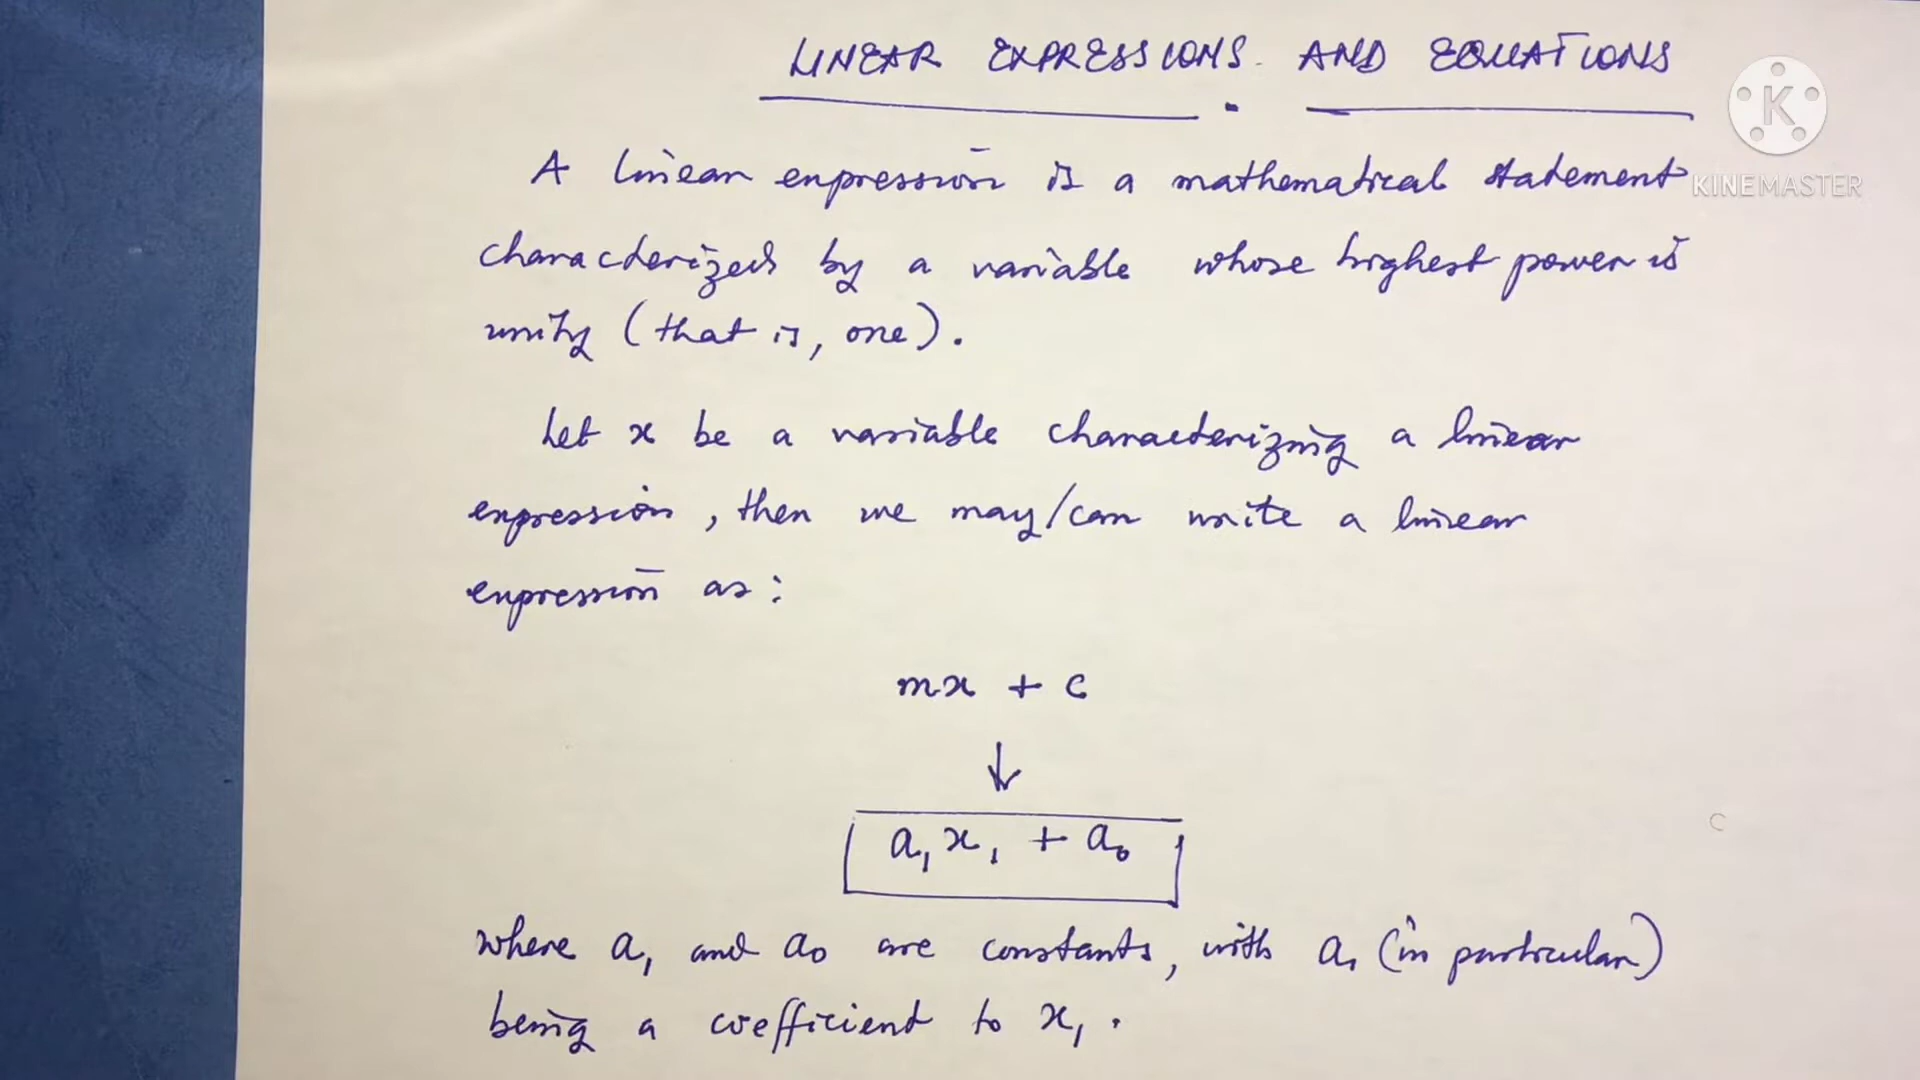 LINEAR EXPRESSIONS AND EQUATIONS
K
KINEMASTER
A linear expression is a mathematical statement
characterized by a variable whose highest power is
unity (that is, one).
Let x be a variable characterizing a linear
expression, then we may/can write a linear
expression as:
mx + c
↓
a₁x₁ + a₀
where a₁ and a₀ are constants, with a₁ (in particular)
being a coefficient to x₁.